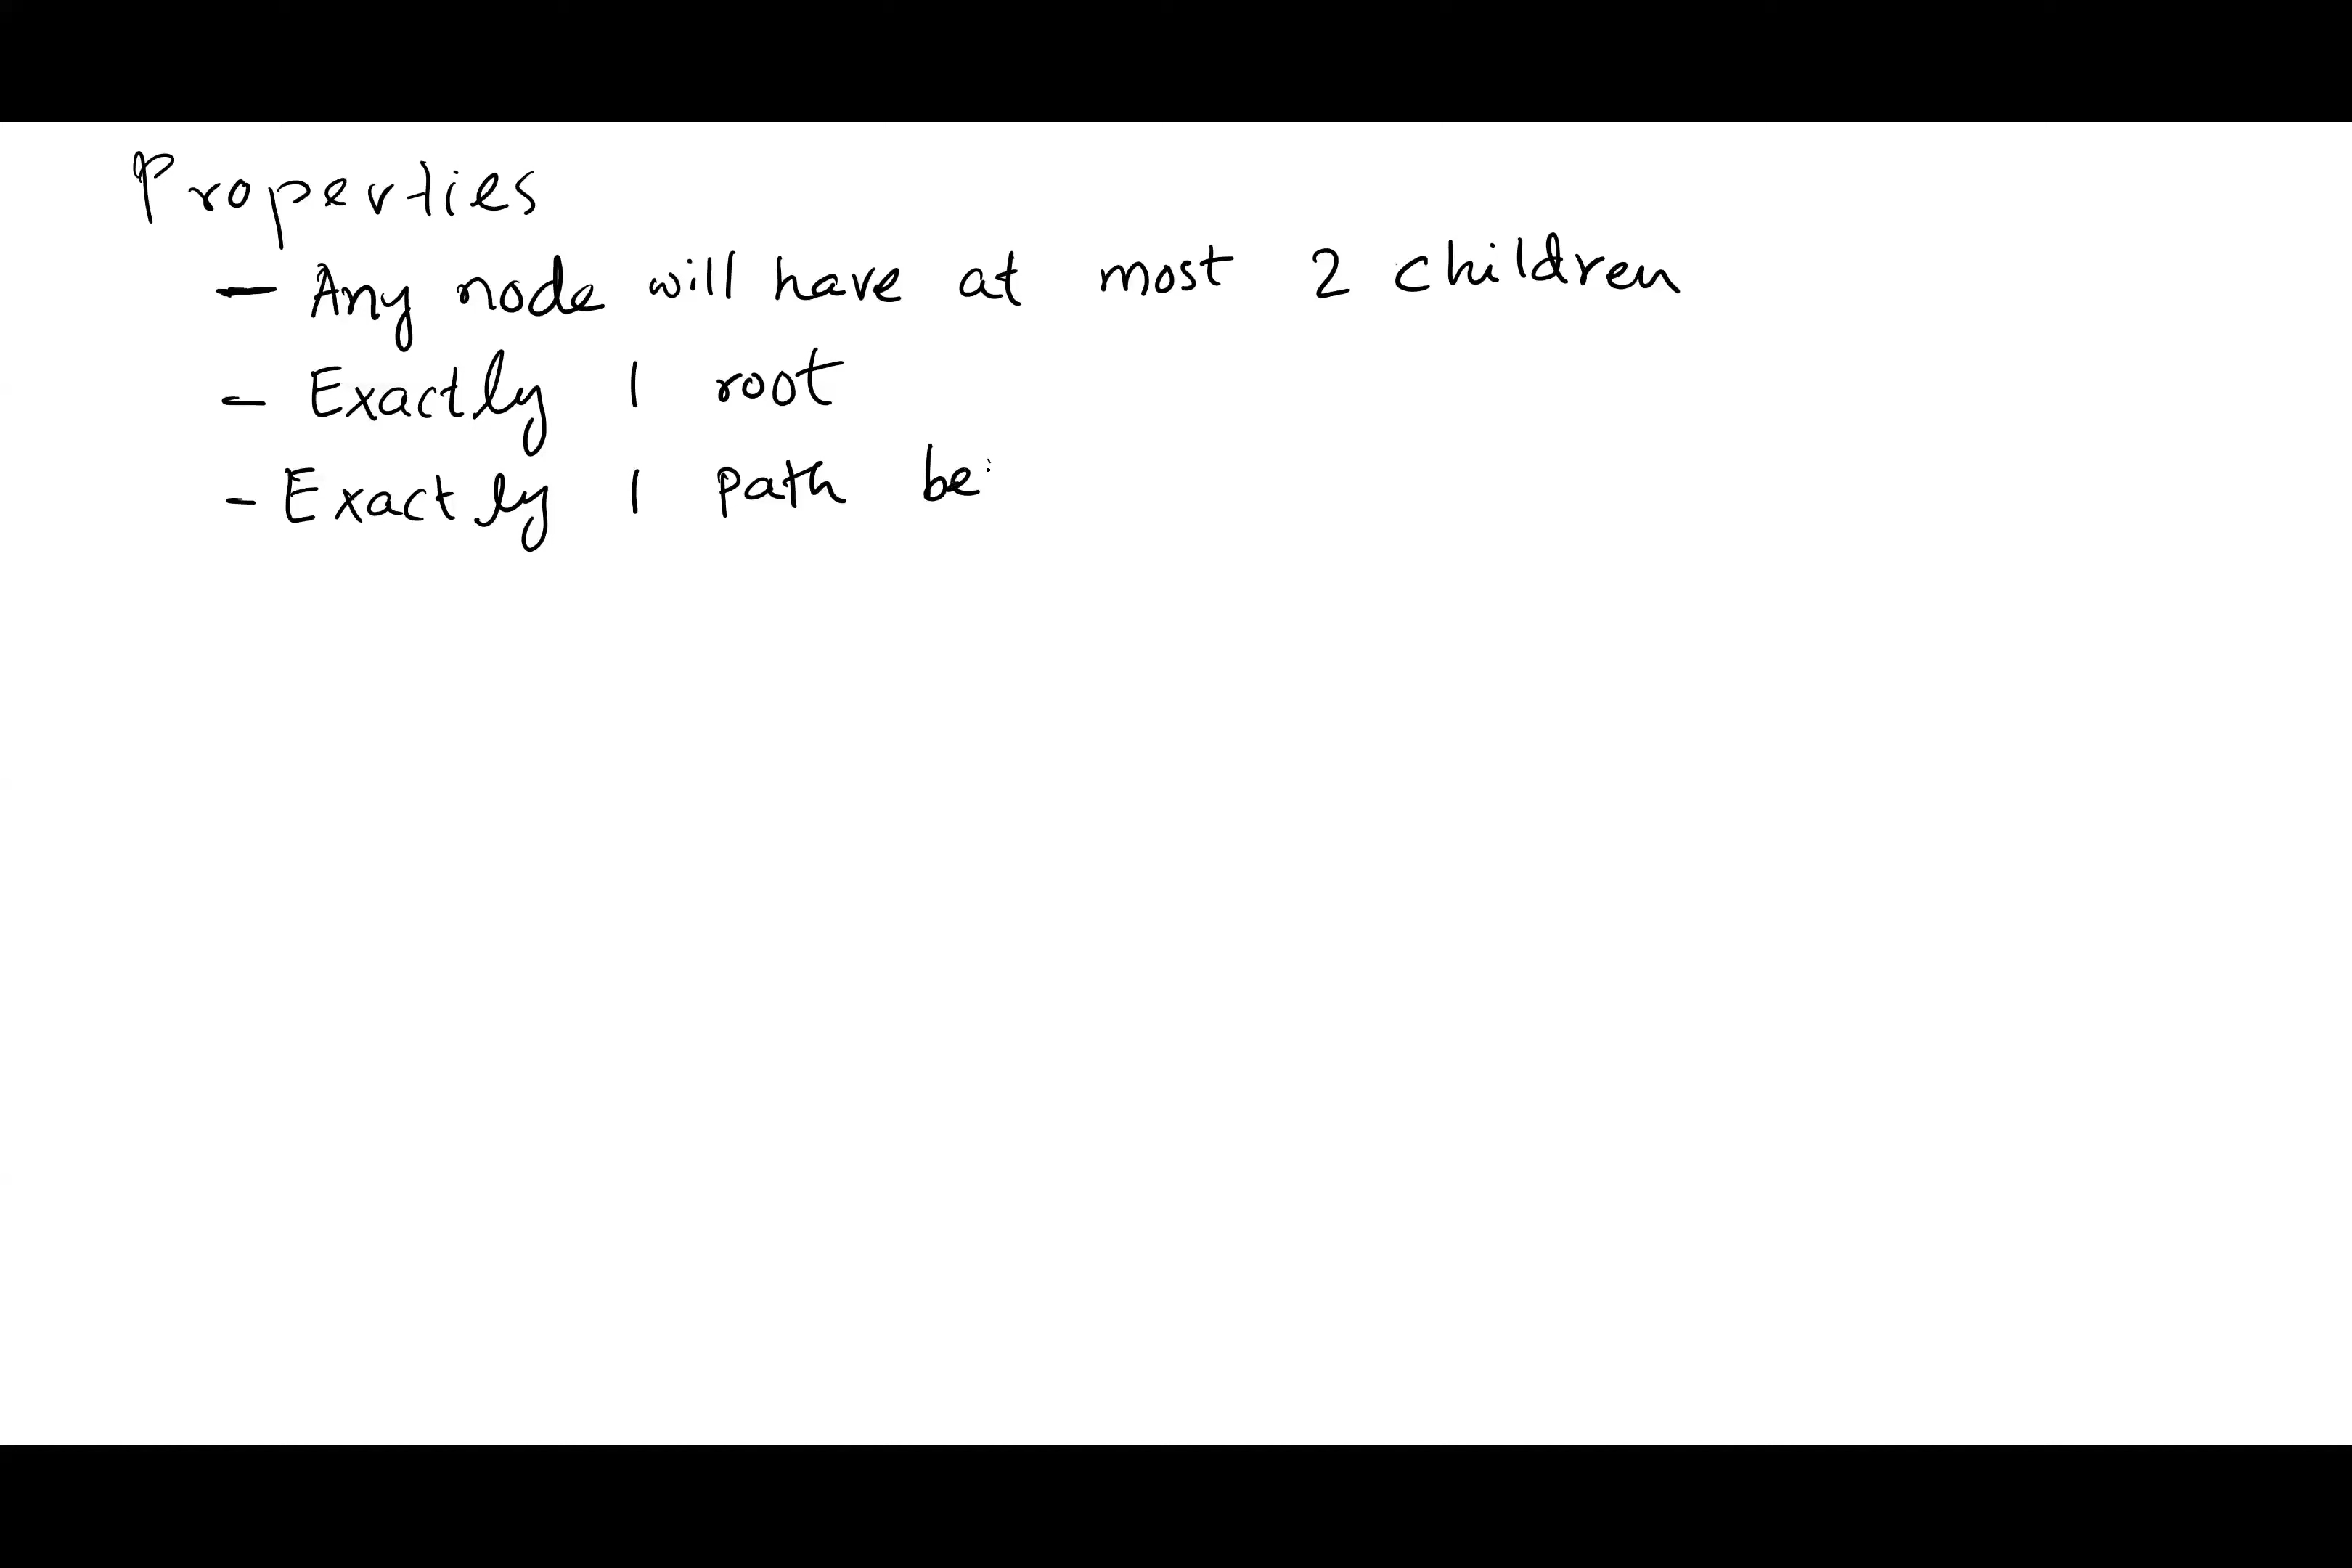 Properties
- Any node will have at most 2 children
- Exactly 1 root
- Exactly 1 path be